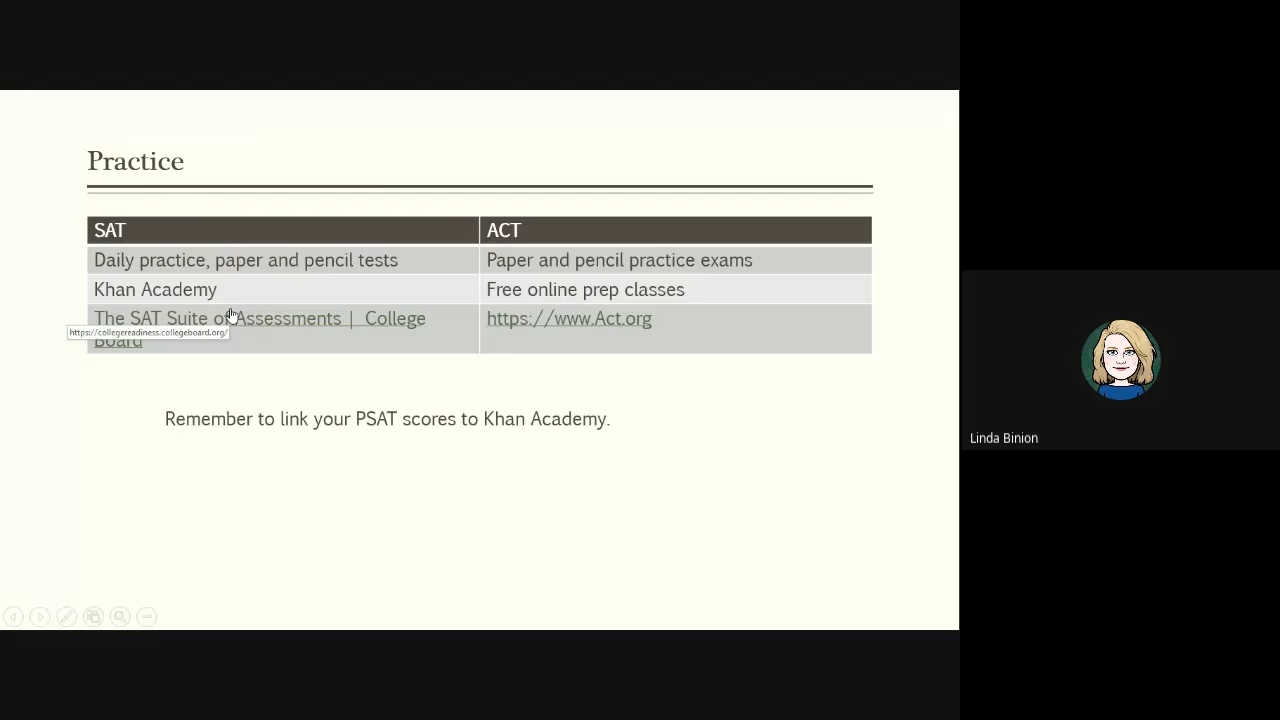 Practice
SAT
ACT
Daily practice, paper and pencil tests
Paper and pencil practice exams
Khan Academy
Free online prep classes
The SAT Suite of Assessments | College
https://www.Act.org
https://collegereadiness.collegeboard.org/
Board
Remember to link your PSAT scores to Khan Academy.
Linda Binion